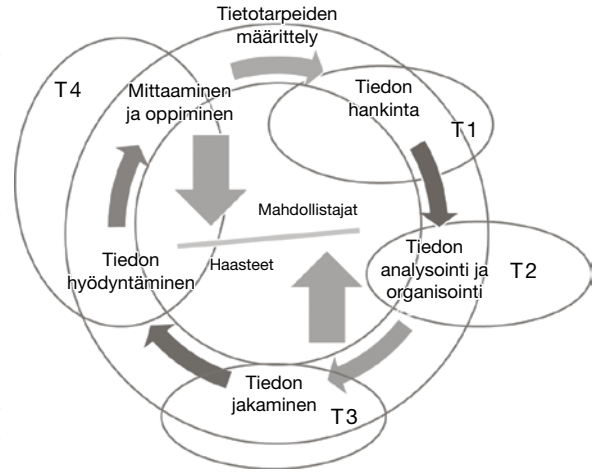 Tietotarpeiden
määrittely
Tiedon
hankinta
T1
Tiedon
analysointi ja
organisointi
T2
Tiedon
jakaminen
T3
Tiedon
hyödyntäminen
Mittaaminen
ja oppiminen
T4
Mahdollistajat
Haasteet